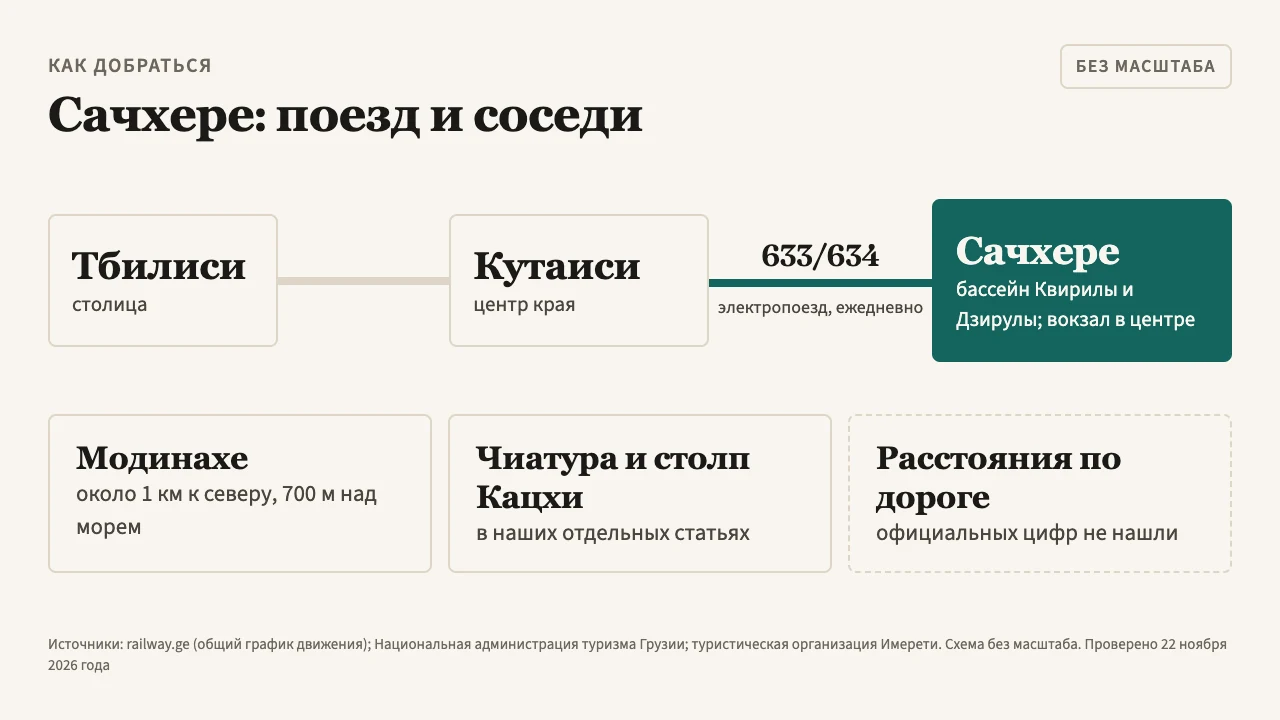 КАК ДОБРАТЬСЯ
БЕЗ МАСШТАБА
Сачхере: поезд и соседи
Тбилиси
столица
Кутаиси
центр края
633/634
электропоезд, ежедневно
Сачхере
бассейн Квирилы и
Дзирулы; вокзал в центре
Модинахе
около 1 км к северу, 700 м над
морем
Чиатура и столп
Кацхи
в наших отдельных статьях
Расстояния по
дороге
официальных цифр не нашли
Источники: railway.ge (общий график движения); Национальная администрация туризма Грузии; туристическая организация Имерети. Схема без масштаба. Проверено 22 ноября
2026 года